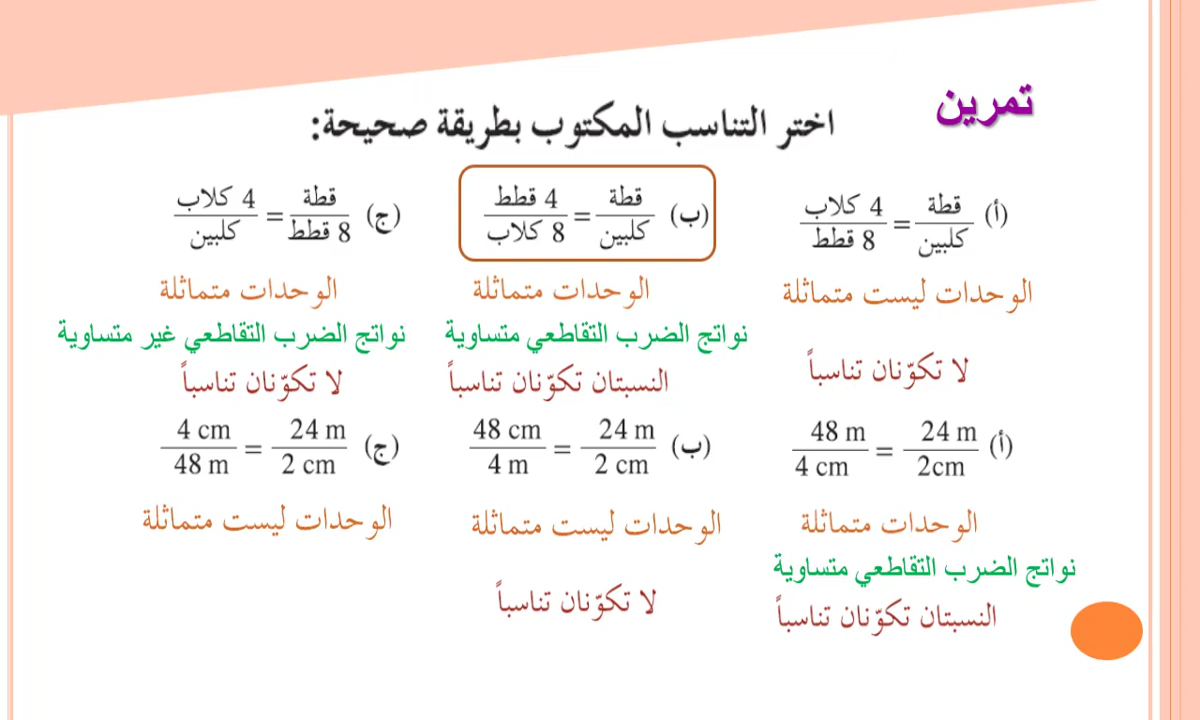 تمرين
اختر التناسب المكتوب بطريقة صحيحة:
(أ) قطة / كلبين = 4 كلاب / 8 قطط
(ب) قطة / كلبين = 4 قطط / 8 كلاب
(ج) قطة / 8 قطط = 4 كلاب / كلبين
الوحدات ليست متماثلة
الوحدات متماثلة
الوحدات متماثلة
نواتج الضرب التقاطعي متساوية
نواتج الضرب التقاطعي غير متساوية
لا تكوّنان تناسباً
النسبتان تكوّنان تناسباً
لا تكوّنان تناسباً
(أ) 24 m / 2cm = 48 m / 4 cm
(ب) 24 m / 2 cm = 48 cm / 4 m
(ج) 24 m / 2 cm = 4 cm / 48 m
الوحدات متماثلة
الوحدات ليست متماثلة
الوحدات ليست متماثلة
نواتج الضرب التقاطعي متساوية
النسبتان تكوّنان تناسباً
لا تكوّنان تناسباً